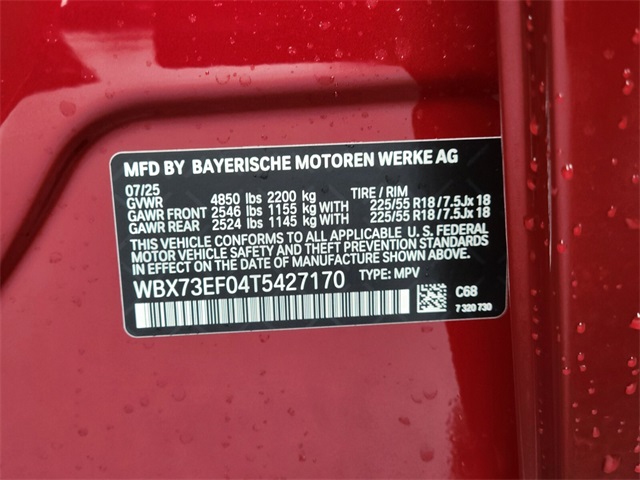 MFD BY BAYERISCHE MOTOREN WERKE AG
07/25
GVWR 4850 lbs 2200 kg TIRE / RIM
GAWR FRONT 2546 lbs 1155 kg WITH 225/55 R18 / 7.5Jx 18
GAWR REAR 2524 lbs 1145 kg WITH 225/55 R18 / 7.5Jx 18
THIS VEHICLE CONFORMS TO ALL APPLICABLE U. S. FEDERAL
MOTOR VEHICLE SAFETY AND THEFT PREVENTION STANDARDS
IN EFFECT ON THE DATE OF MANUFACTURE SHOWN ABOVE.
WBX73EF04T5427170 TYPE: MPV
C68
7 320 730